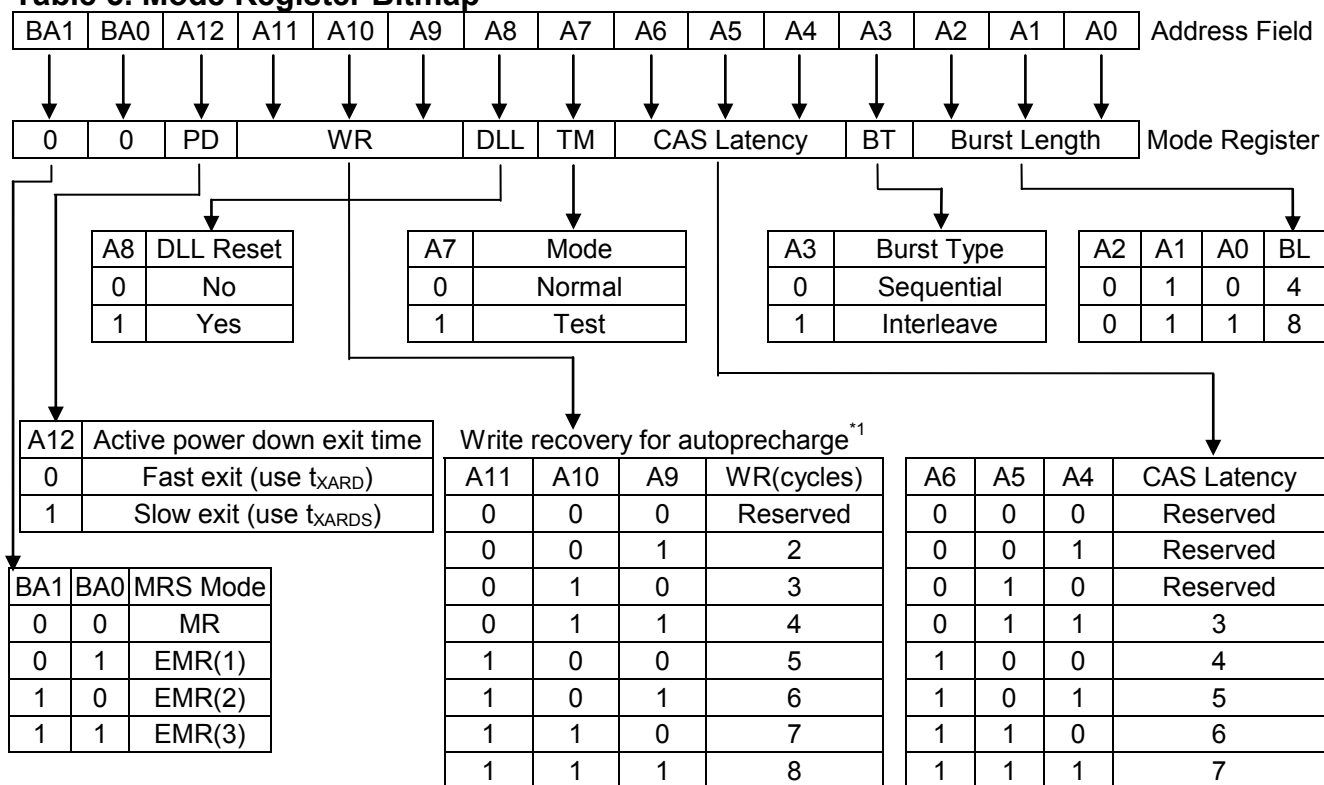 Table 5. Mode Register Bitmap
BA1 BA0 A12 A11 A10 A9 A8 A7 A6 A5 A4 A3 A2 A1 A0 Address Field
0 0 PD WR DLL TM CAS Latency BT Burst Length Mode Register
A8 DLL Reset
0 No
1 Yes
A7 Mode
0 Normal
1 Test
A3 Burst Type
0 Sequential
1 Interleave
A2 A1 A0 BL
0 1 0 4
0 1 1 8
A12 Active power down exit time
0 Fast exit (use tXARD)
1 Slow exit (use tXARDS)
BA1 BA0 MRS Mode
0 0 MR
0 1 EMR(1)
1 0 EMR(2)
1 1 EMR(3)
Write recovery for autoprecharge*1
A11 A10 A9 WR(cycles)
0 0 0 Reserved
0 0 1 2
0 1 0 3
0 1 1 4
1 0 0 5
1 0 1 6
1 1 0 7
1 1 1 8
A6 A5 A4 CAS Latency
0 0 0 Reserved
0 0 1 Reserved
0 1 0 Reserved
0 1 1 3
1 0 0 4
1 0 1 5
1 1 0 6
1 1 1 7